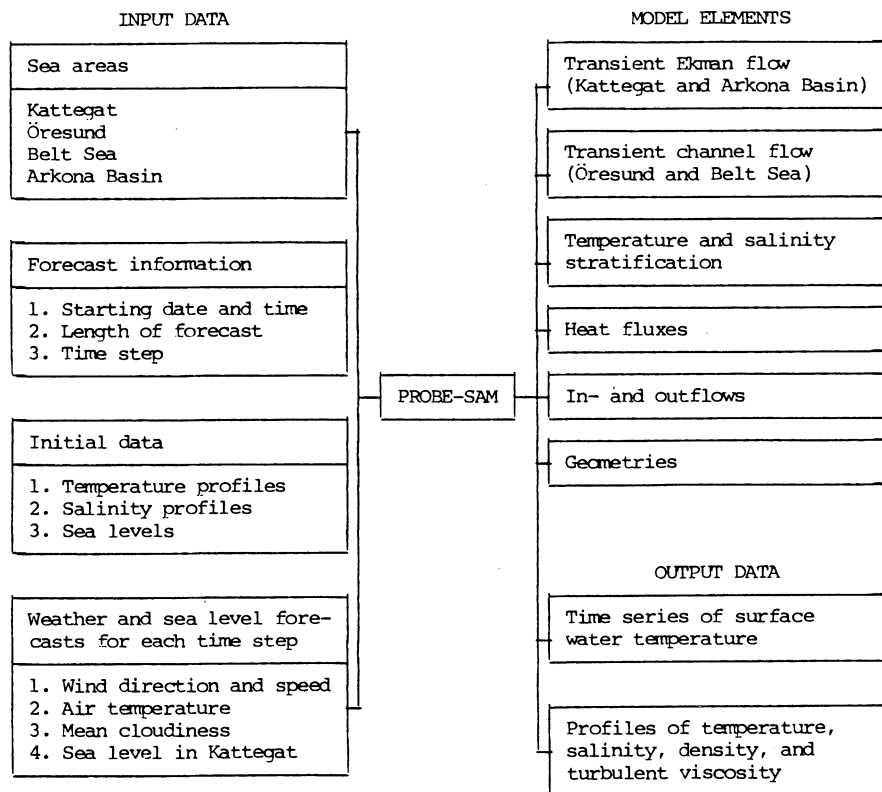 INPUT DATA
Sea areas
Kattegat
Öresund
Belt Sea
Arkona Basin
Forecast information
1. Starting date and time
2. Length of forecast
3. Time step
Initial data
1. Temperature profiles
2. Salinity profiles
3. Sea levels
Weather and sea level fore-
casts for each time step
1. Wind direction and speed
2. Air temperature
3. Mean cloudiness
4. Sea level in Kattegat
PROBE-SAM
MODEL ELEMENTS
Transient Ekman flow
(Kattegat and Arkona Basin)
Transient channel flow
(Öresund and Belt Sea)
Temperature and salinity
stratification
Heat fluxes
In- and outflows
Geometries
OUTPUT DATA
Time series of surface
water temperature
Profiles of temperature,
salinity, density, and
turbulent viscosity